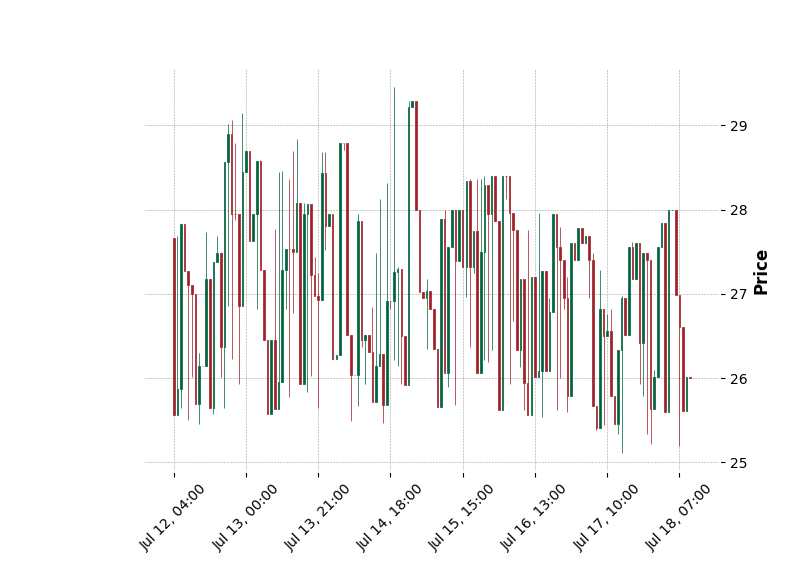 29
28
27
26
25
Price
Jul 12, 04:00
Jul 13, 00:00
Jul 13, 21:00
Jul 14, 18:00
Jul 15, 15:00
Jul 16, 13:00
Jul 17, 10:00
Jul 18, 07:00